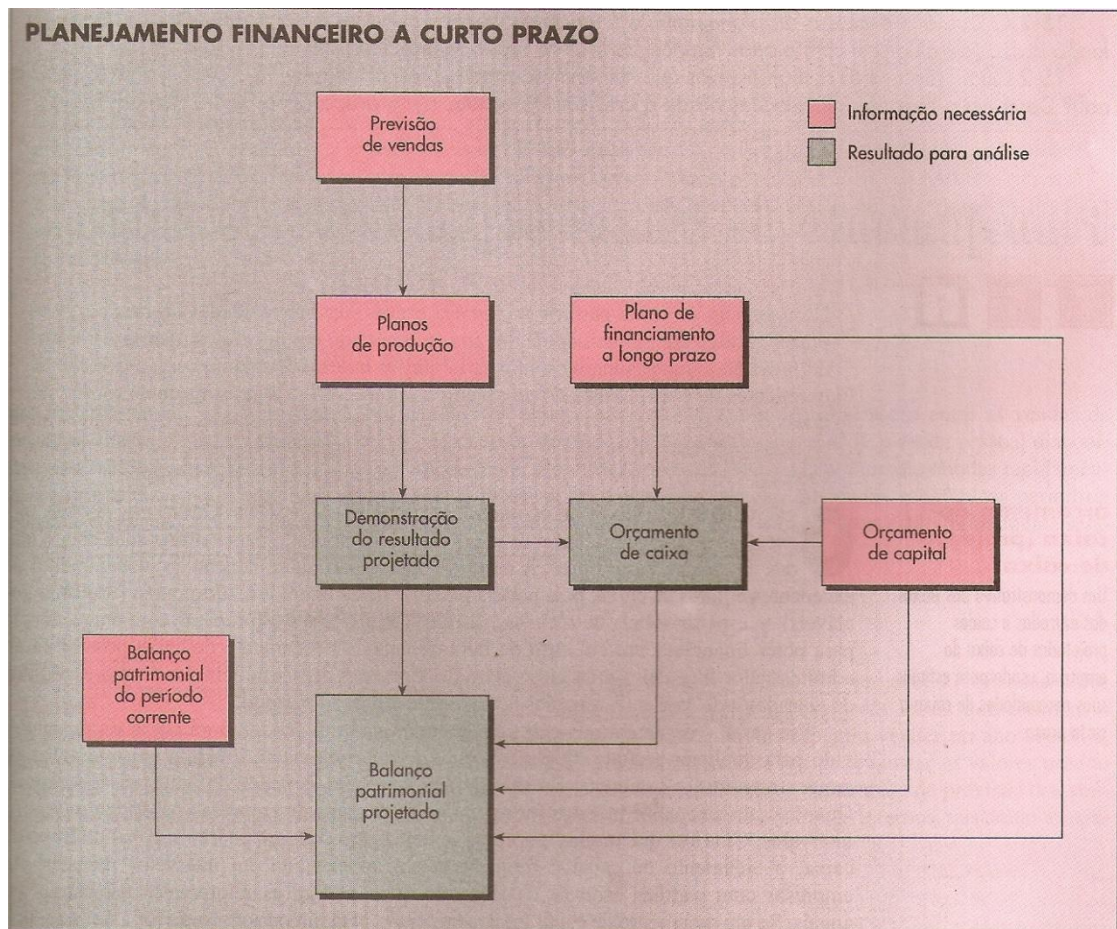 PLANEJAMENTO FINANCEIRO A CURTO PRAZO
Previsão
de vendas
Informação necessária
Resultado para análise
Planos
de produção
Plano de
financiamento
a longo prazo
Demonstração
do resultado
projetado
Orçamento
de caixa
Orçamento
de capital
Balanço
patrimonial
do período
corrente
Balanço
patrimonial
projetado